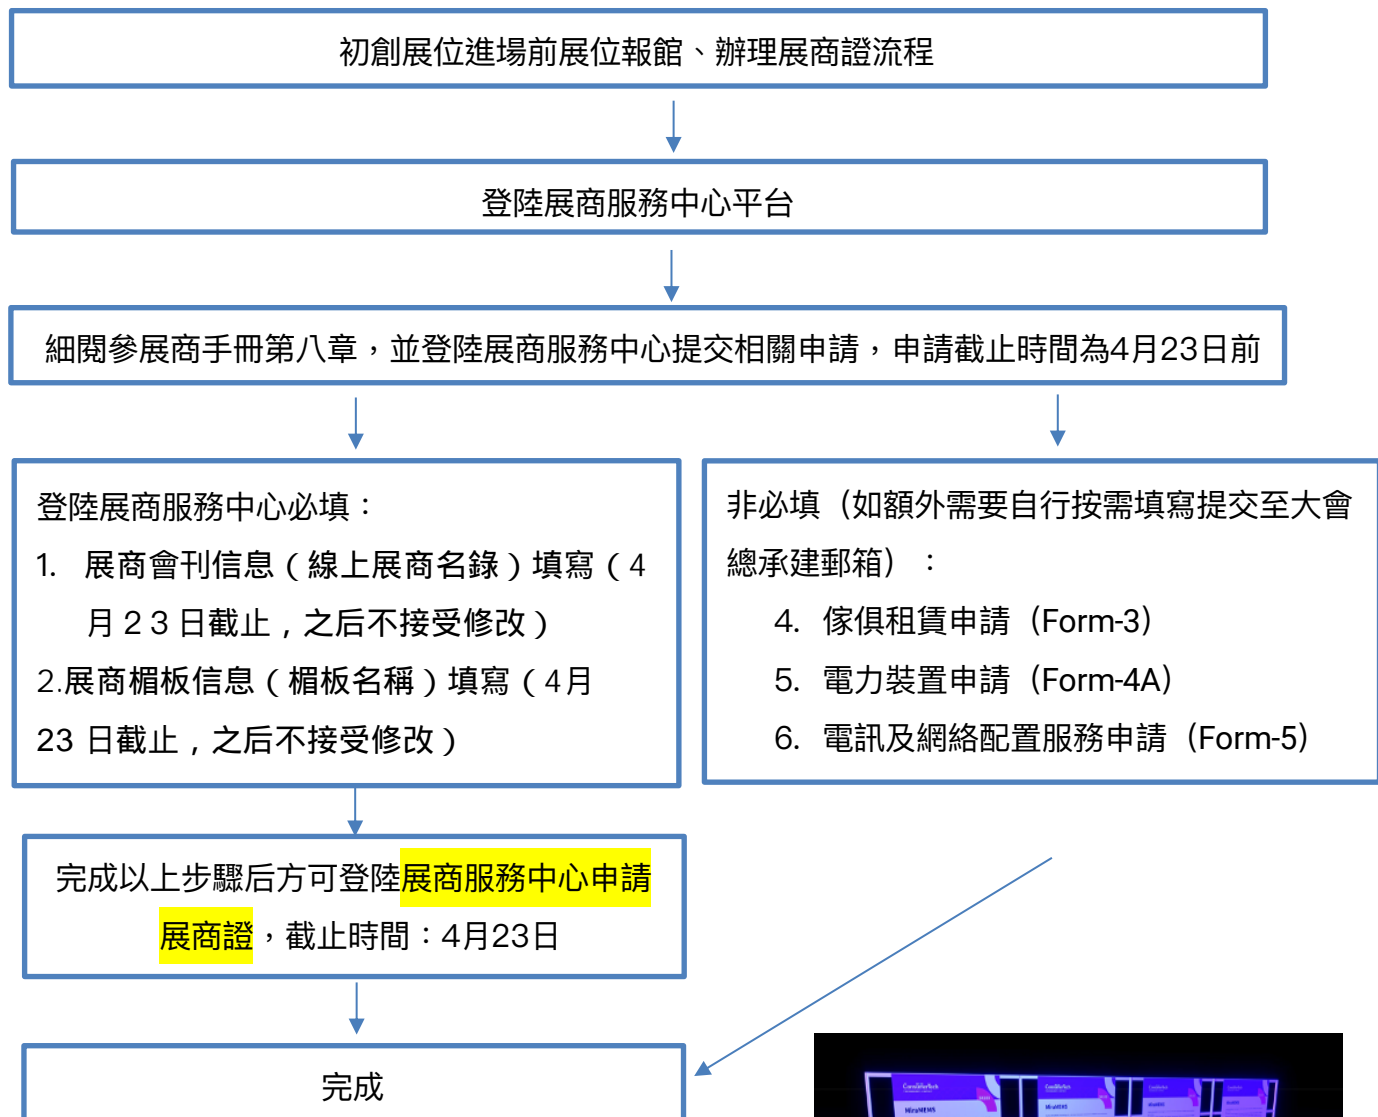 初創展位進場前展位報館、辦理展商證流程
登陸展商服務中心平台
細閱參展商手冊第八章，並登陸展商服務中心提交相關申請，申請截止時間為4月23日前
登陸展商服務中心必填：
1. 展商會刊信息（線上展商名錄）填寫（4
月２３日截止，之后不接受修改）
2.展商楣板信息（楣板名稱）填寫（4月
23 日截止，之后不接受修改）
非必填（如額外需要自行按需填寫提交至大會
總承建郵箱）：
4. 傢俱租賃申請（Form-3）
5. 電力裝置申請（Form-4A）
6. 電訊及網絡配置服務申請（Form-5）
完成以上步驟后方可登陸展商服務中心申請
展商證，截止時間：4月23日
完成